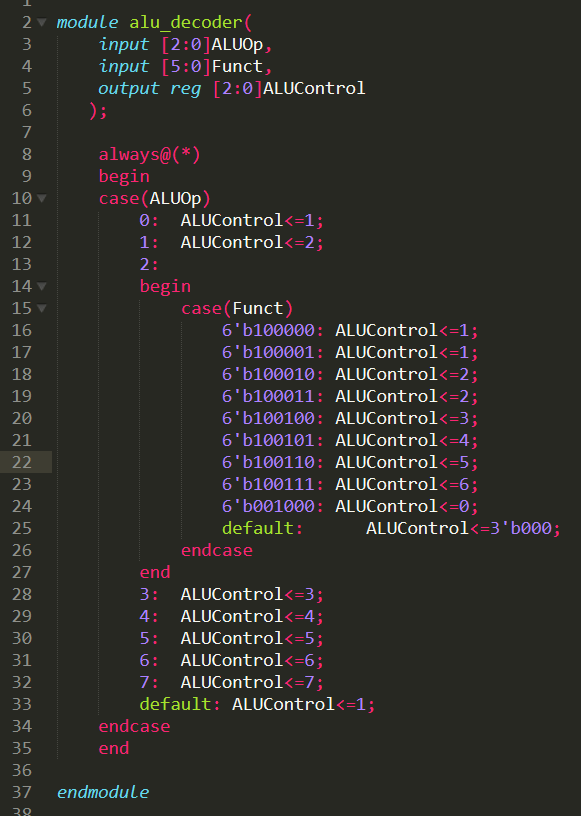 1
2 module alu_decoder(
3     input [2:0]ALUOp,
4     input [5:0]Funct,
5     output reg [2:0]ALUControl
6    );
7
8     always@(*)
9     begin
10     case(ALUOp)
11         0:  ALUControl<=1;
12         1:  ALUControl<=2;
13         2:
14         begin
15             case(Funct)
16                 6'b100000: ALUControl<=1;
17                 6'b100001: ALUControl<=1;
18                 6'b100010: ALUControl<=2;
19                 6'b100011: ALUControl<=2;
20                 6'b100100: ALUControl<=3;
21                 6'b100101: ALUControl<=4;
22                 6'b100110: ALUControl<=5;
23                 6'b100111: ALUControl<=6;
24                 6'b001000: ALUControl<=0;
25                 default:      ALUControl<=3'b000;
26             endcase
27         end
28         3:  ALUControl<=3;
29         4:  ALUControl<=4;
30         5:  ALUControl<=5;
31         6:  ALUControl<=6;
32         7:  ALUControl<=7;
33         default: ALUControl<=1;
34     endcase
35     end
36
37 endmodule
38